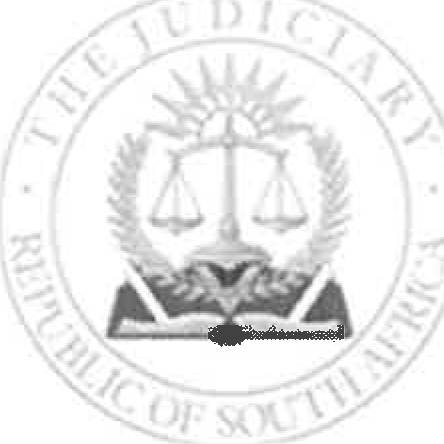 THE JUDICIARY
REPUBLIC OF SOUTH AFRICA